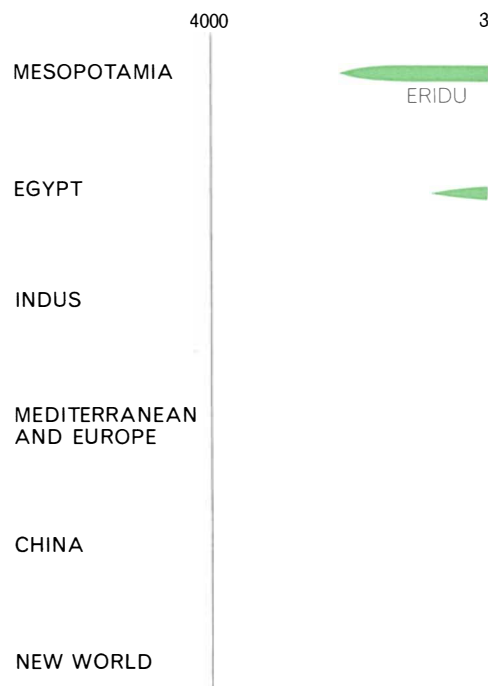 4000 3
MESOPOTAMIA
ERIDU
EGYPT
INDUS
MEDITERRANEAN
AND EUROPE
CHINA
NEW WORLD